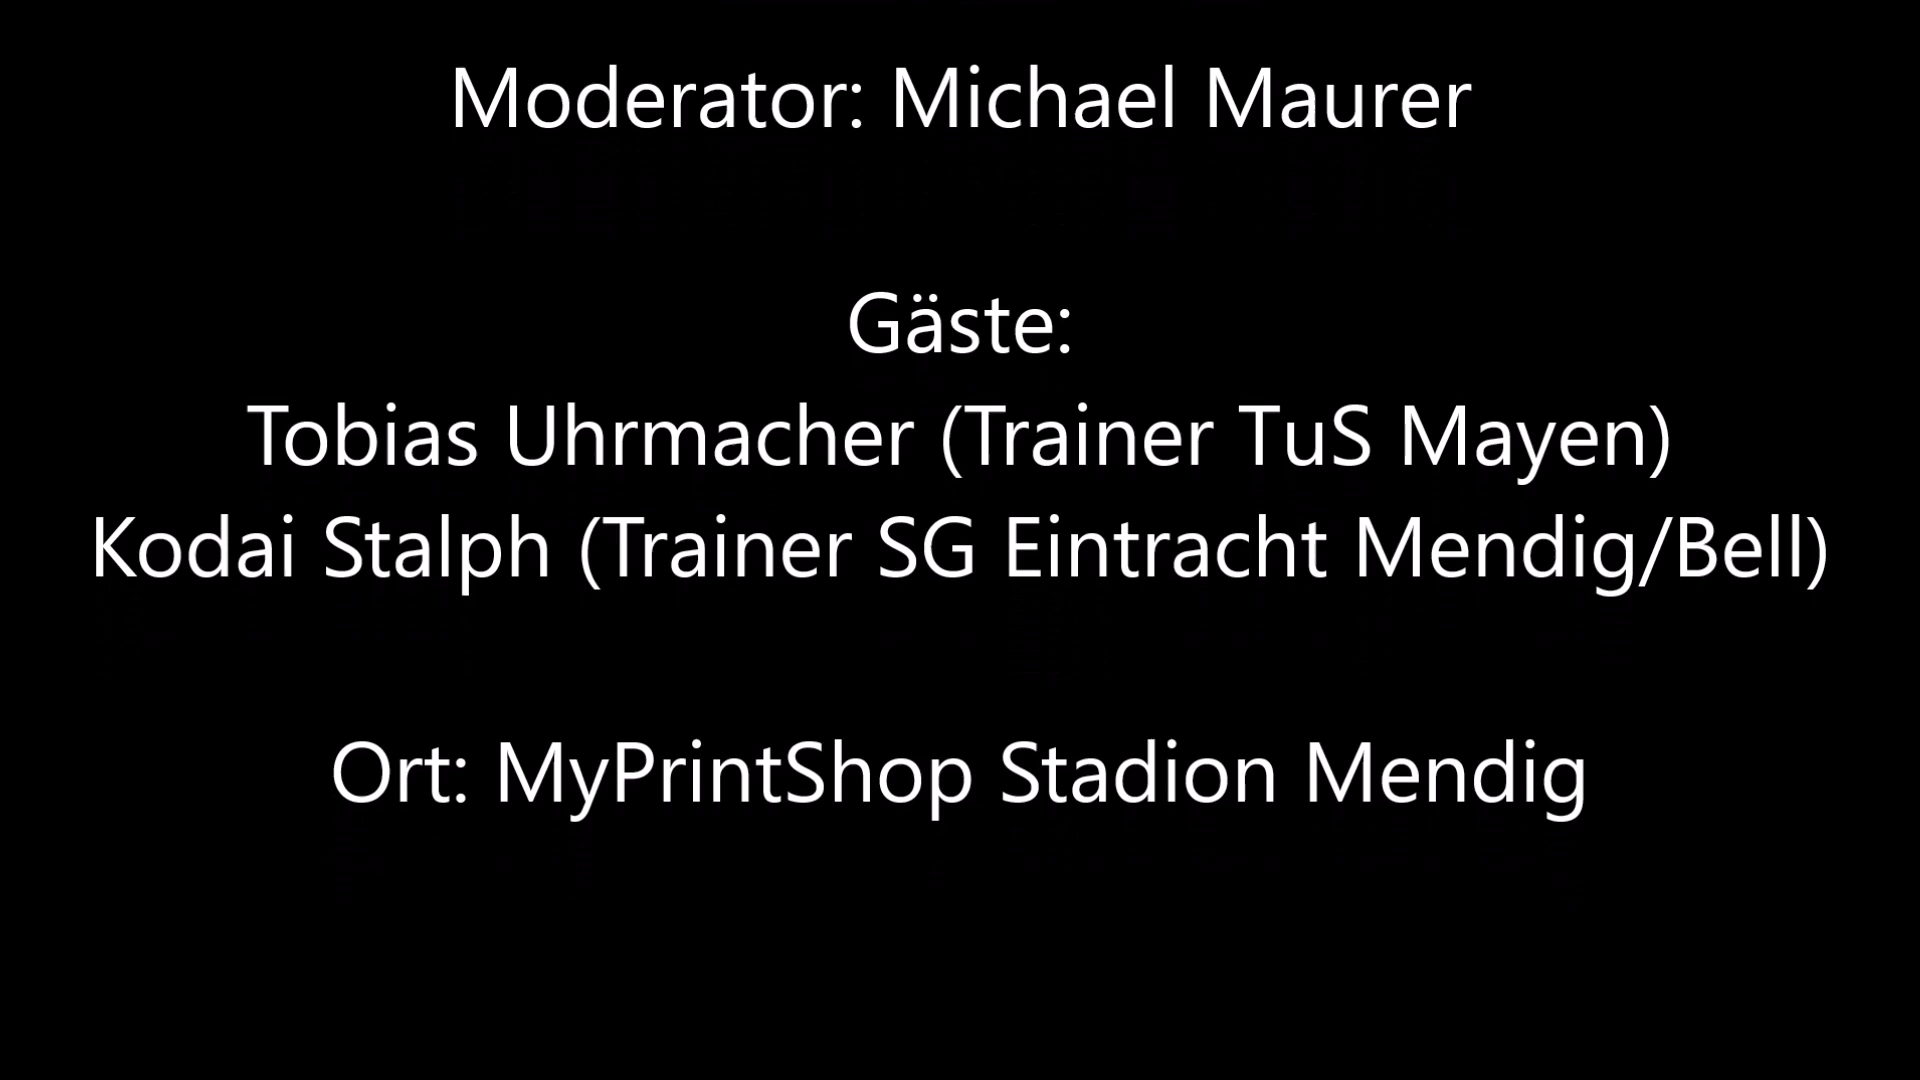 Moderator: Michael Maurer
Gäste:
Tobias Uhrmacher (Trainer TuS Mayen)
Kodai Stalph (Trainer SG Eintracht Mendig/Bell)
Ort: MyPrintShop Stadion Mendig